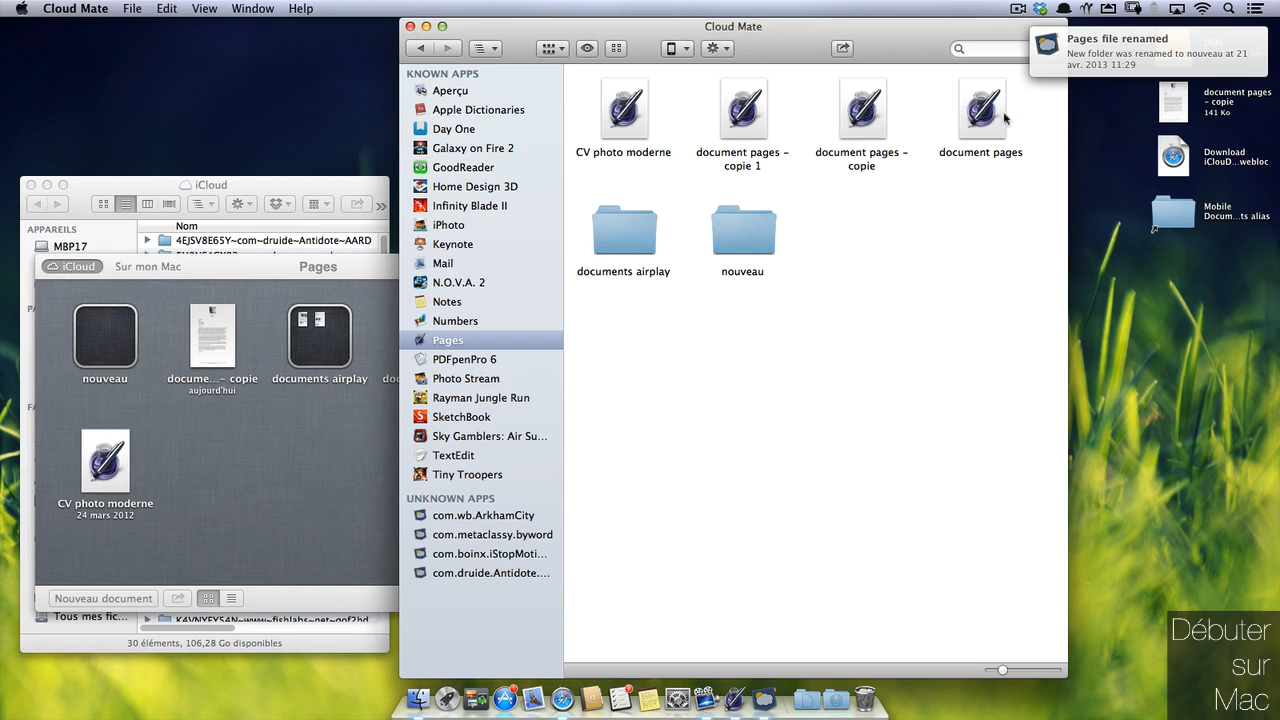 Cloud Mate File Edit View Window Help
Cloud Mate
Pages file renamed
New folder was renamed to nouveau at 21
avr. 2013 11:29
KNOWN APPS
Aperçu
Apple Dictionaries
Day One
Galaxy on Fire 2
GoodReader
Home Design 3D
Infinity Blade II
iPhoto
Keynote
Mail
N.O.V.A. 2
Notes
Numbers
Pages
PDFpenPro 6
Photo Stream
Rayman Jungle Run
SketchBook
Sky Gamblers: Air Su...
TextEdit
Tiny Troopers
UNKNOWN APPS
com.wb.ArkhamCity
com.metaclassy.byword
com.boinx.iStopMoti...
com.druide.Antidote....
CV photo moderne
document pages -
copie 1
document pages -
copie
document pages
documents airplay
nouveau
document pages
- copie
141 Ko
Download
iClouD...webloc
Mobile
Docum...ts alias
iCloud
Nom
APPAREILS
MBP17
4EJSV8E65Y~com~druide~Antidote~AARD
iCloud Sur mon Mac Pages
nouveau
docume...- copie
aujourd'hui
documents airplay
CV photo moderne
24 mars 2012
Nouveau document
Tous mes fic...
K4VNYFY54N~www~fishlabs~net~gof2hd
30 éléments, 106,28 Go disponibles
Débuter
sur
Mac